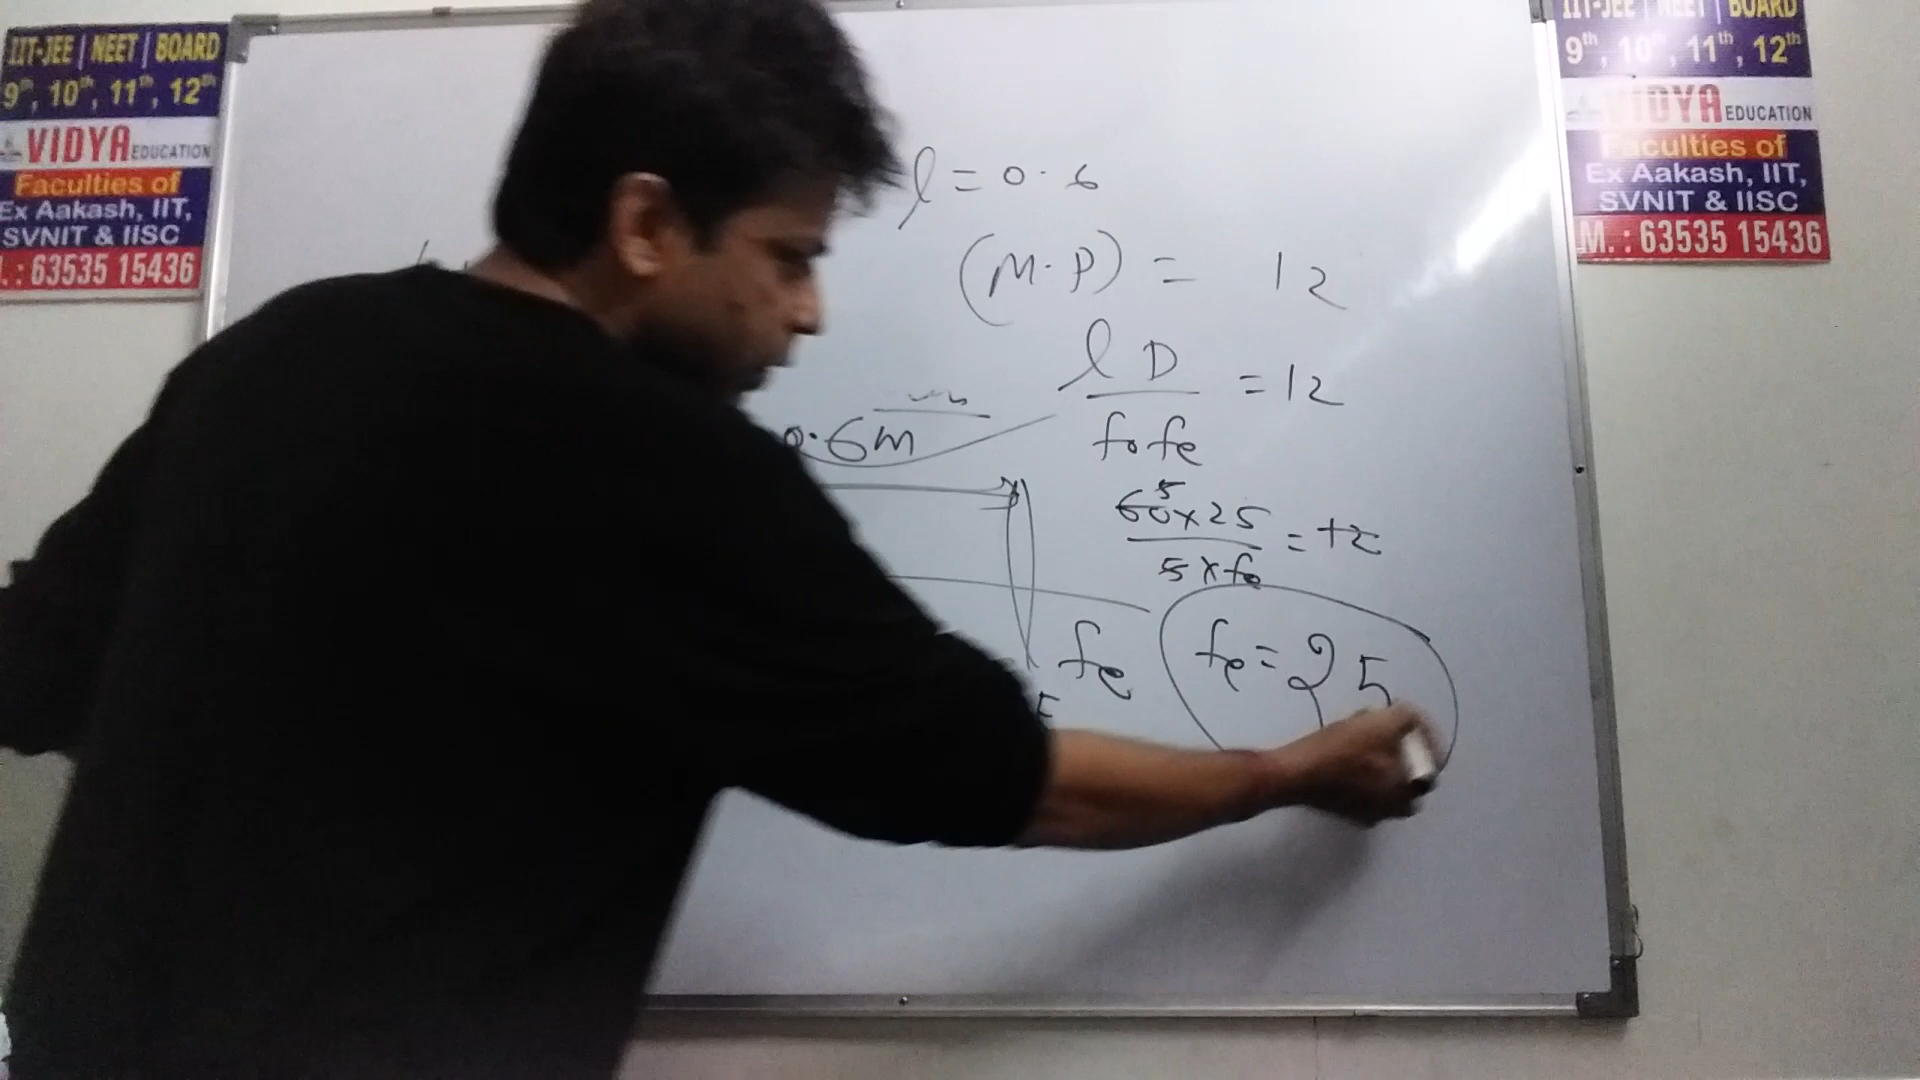 IIT-JEE | NEET | BOARD
9th, 10th, 11th, 12th
VIDYA EDUCATION
Faculties of
Ex Aakash, IIT,
SVNIT & IISC
.: 63535 15436
l = 0.6
(M.P) = 12
l D / fofe = 12
0.6m
60 5 x 25 / 5 x fe = 12
fe
fe = 25
IIT-JEE | NEET | BOARD
9th, 10th, 11th, 12th
VIDYA EDUCATION
Faculties of
Ex Aakash, IIT,
SVNIT & IISC
M. : 63535 15436